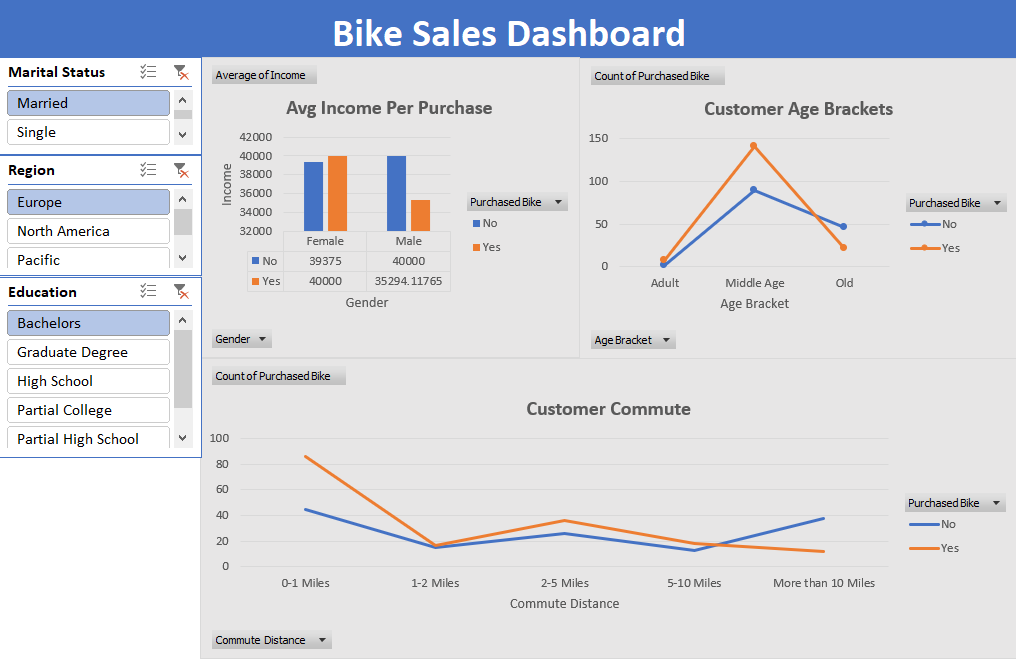 Bike Sales Dashboard
Marital Status
Married
Single
Region
Europe
North America
Pacific
Education
Bachelors
Graduate Degree
High School
Partial College
Partial High School
Average of Income
Avg Income Per Purchase
42000
40000
38000
36000
34000
32000
Income
Female Male
No 39375 40000
Yes 40000 35294.11765
Gender
Purchased Bike
No
Yes
Gender
Count of Purchased Bike
Customer Age Brackets
150
100
50
0
Adult Middle Age Old
Age Bracket
Purchased Bike
No
Yes
Age Bracket
Count of Purchased Bike
Customer Commute
100
80
60
40
20
0
0-1 Miles 1-2 Miles 2-5 Miles 5-10 Miles More than 10 Miles
Commute Distance
Purchased Bike
No
Yes
Commute Distance